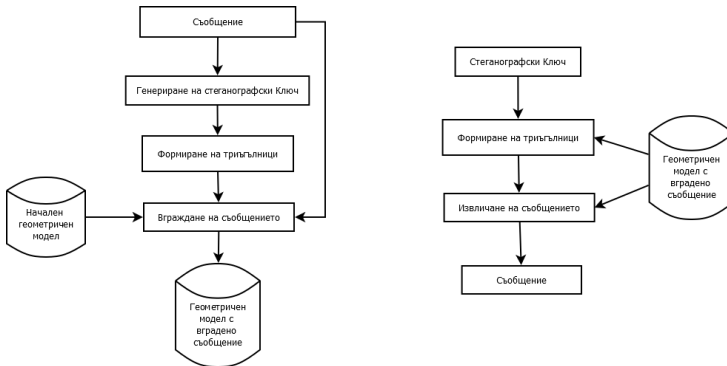 Съобщение
Генериране на стеганографски Ключ
Формиране на триъгълници
Начален
геометричен
модел
Вграждане на съобщението
Геометричен
модел с
вградено
съобщение
Стеганографски Ключ
Формиране на триъгълници
Геометричен
модел с
вградено
съобщение
Извличане на съобщението
Съобщение